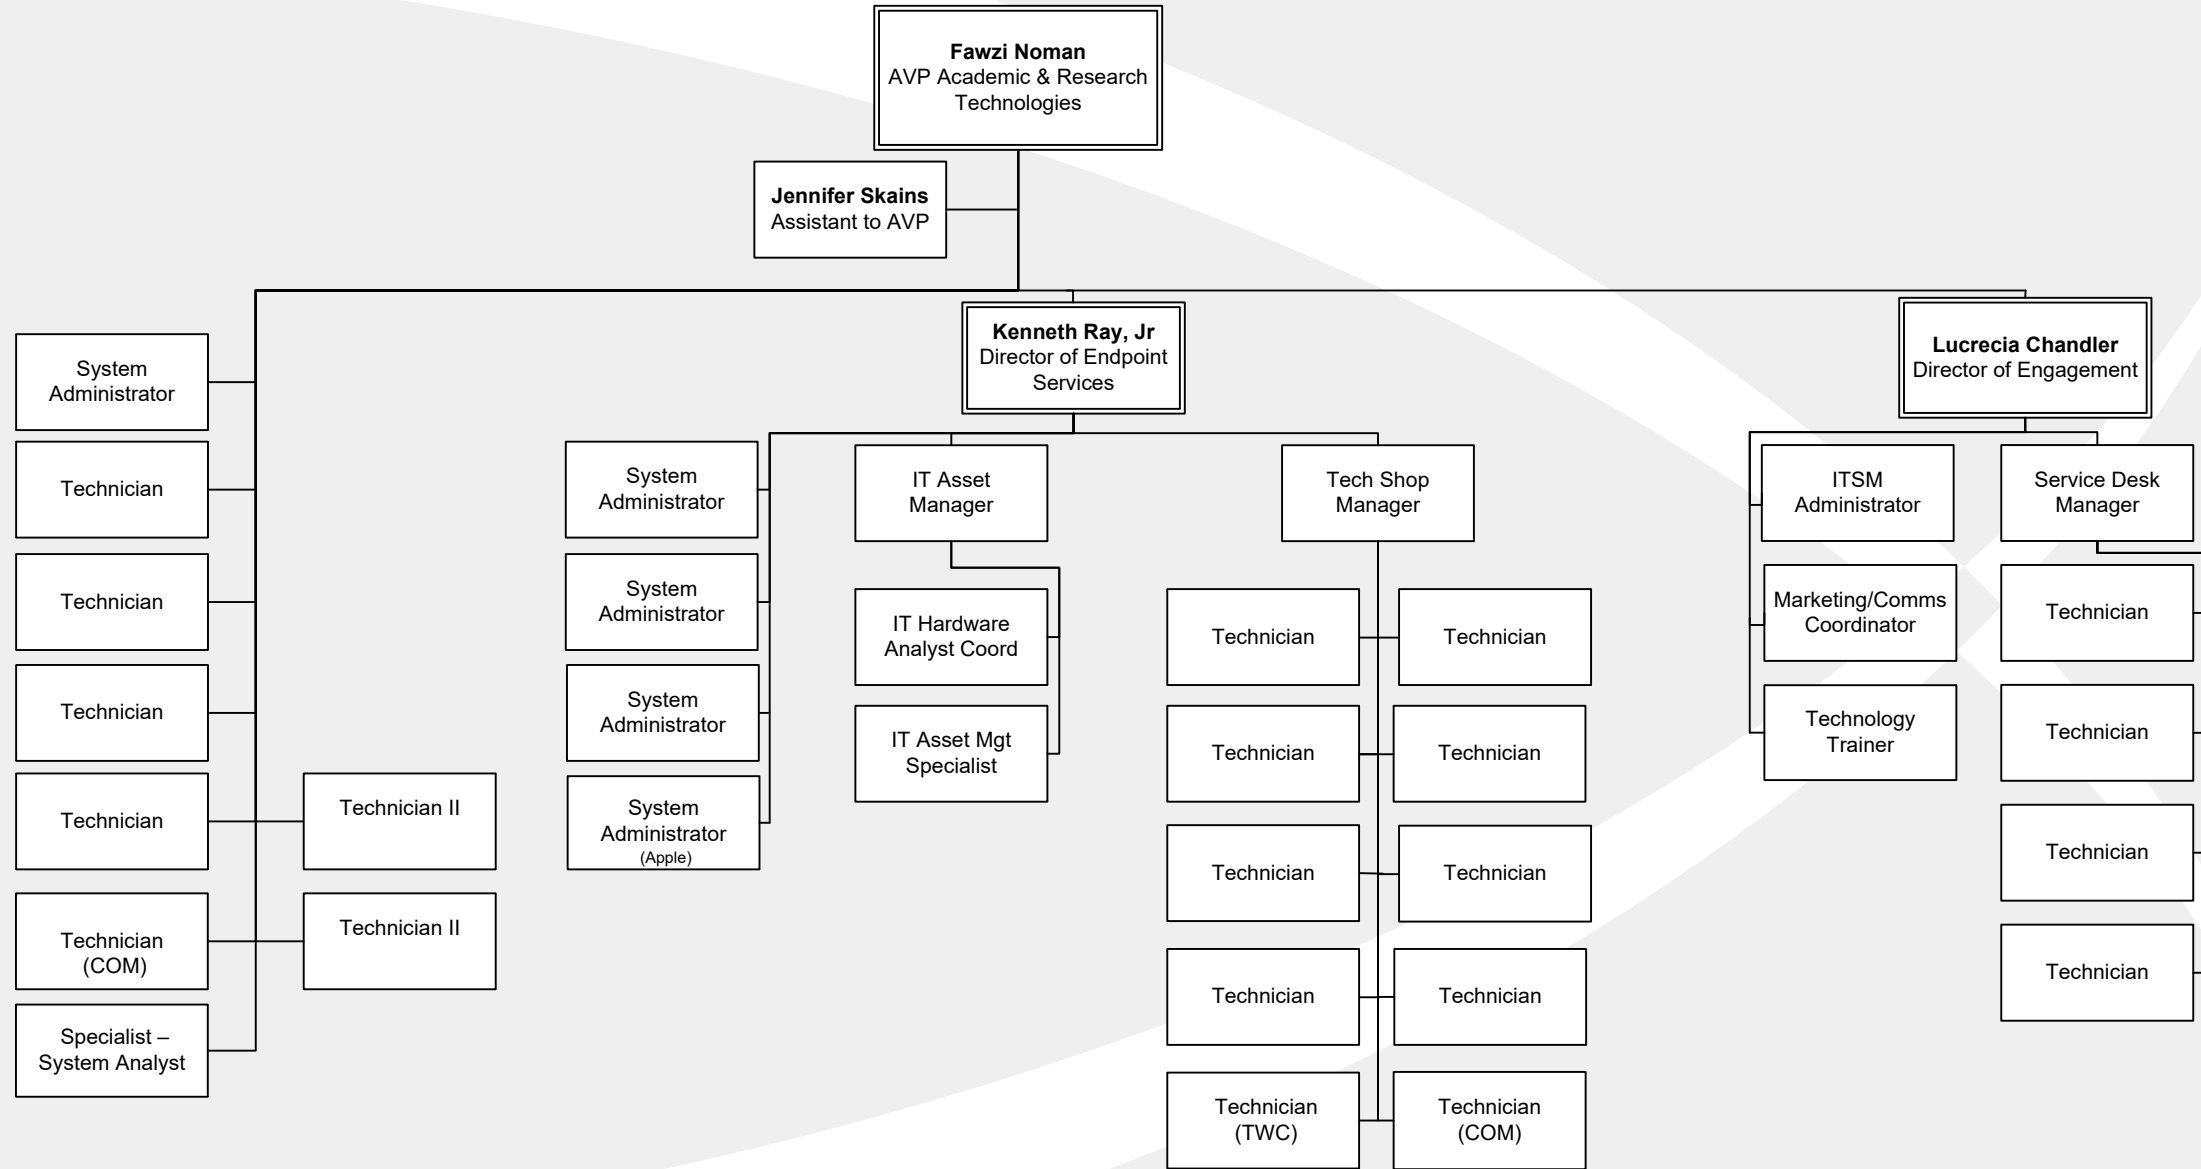 Fawzi Noman
AVP Academic & Research
Technologies
Jennifer Skains
Assistant to AVP
Kenneth Ray, Jr
Director of Endpoint
Services
Lucrecia Chandler
Director of Engagement
System
Administrator
Technician
Technician
Technician
Technician
Technician II
Technician
(COM)
Technician II
Specialist –
System Analyst
System
Administrator
System
Administrator
System
Administrator
System
Administrator
(Apple)
IT Asset
Manager
IT Hardware
Analyst Coord
IT Asset Mgt
Specialist
Tech Shop
Manager
Technician
Technician
Technician
Technician
Technician
Technician
Technician
Technician
Technician
(TWC)
Technician
(COM)
ITSM
Administrator
Marketing/Comms
Coordinator
Technology
Trainer
Service Desk
Manager
Technician
Technician
Technician
Technician